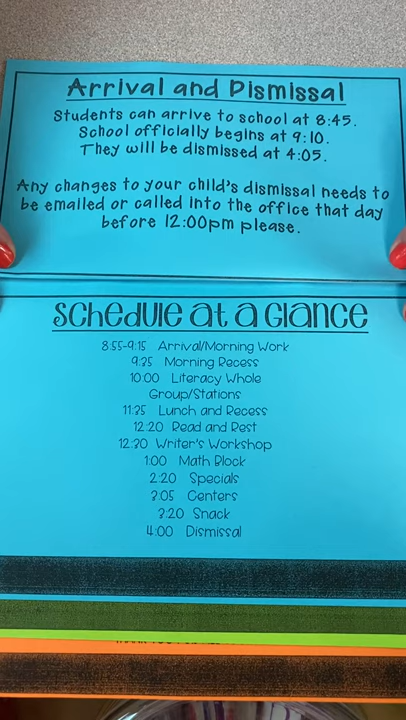 Arrival and Dismissal
Students can arrive to school at 8:45.
School officially begins at 9:10.
They will be dismissed at 4:05.
Any changes to your child's dismissal needs to
be emailed or called into the office that day
before 12:00pm please.
Schedule at a Glance
8:55-9:15 Arrival/Morning Work
9:25 Morning Recess
10:00 Literacy Whole
Group/Stations
11:25 Lunch and Recess
12:20 Read and Rest
12:30 Writer's Workshop
1:00 Math Block
2:20 Specials
3:05 Centers
3:20 Snack
4:00 Dismissal